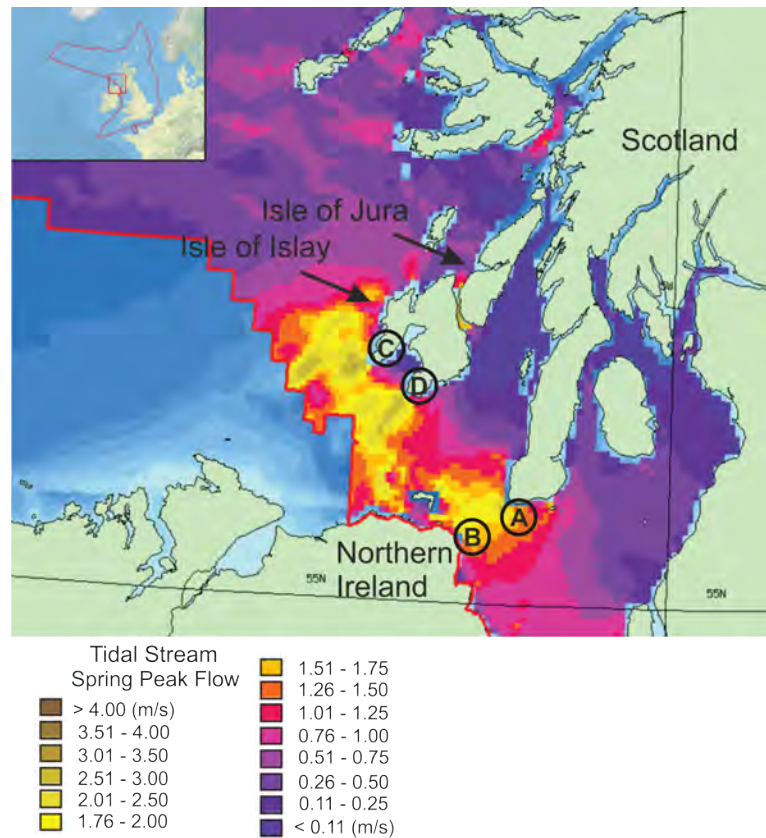 Scotland
Isle of Jura
Isle of Islay
C
D
A
B
Northern
Ireland
55N
55N
Tidal Stream
Spring Peak Flow
> 4.00 (m/s)
3.51 - 4.00
3.01 - 3.50
2.51 - 3.00
2.01 - 2.50
1.76 - 2.00
1.51 - 1.75
1.26 - 1.50
1.01 - 1.25
0.76 - 1.00
0.51 - 0.75
0.26 - 0.50
0.11 - 0.25
< 0.11 (m/s)